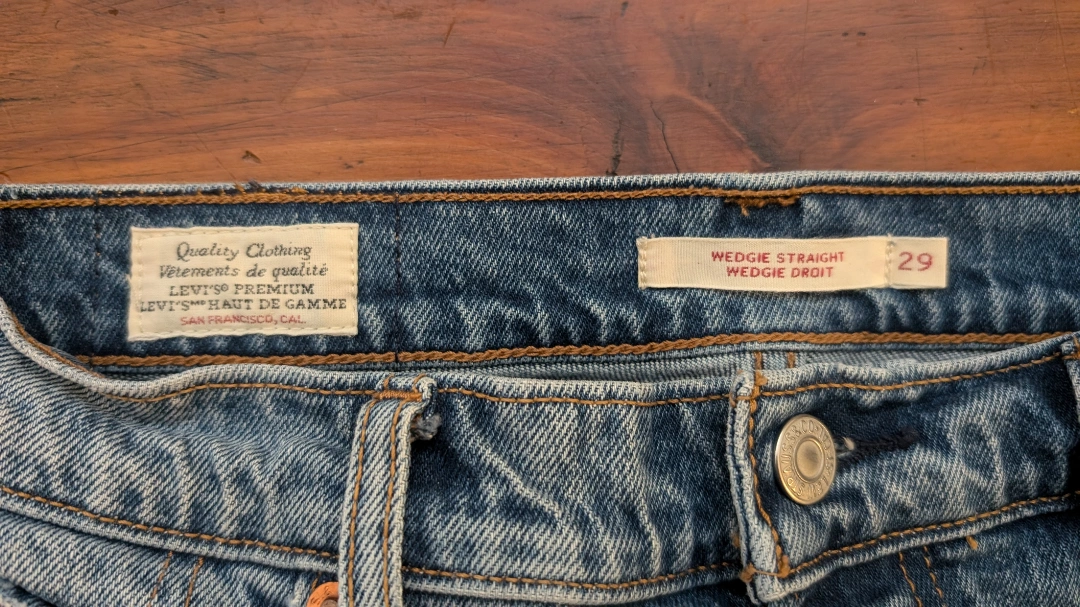 Quality Clothing
Vêtements de qualité
LEVI'S® PREMIUM
LEVI'SMD HAUT DE GAMME
SAN FRANCISCO, CAL.
WEDGIE STRAIGHT
WEDGIE DROIT
29